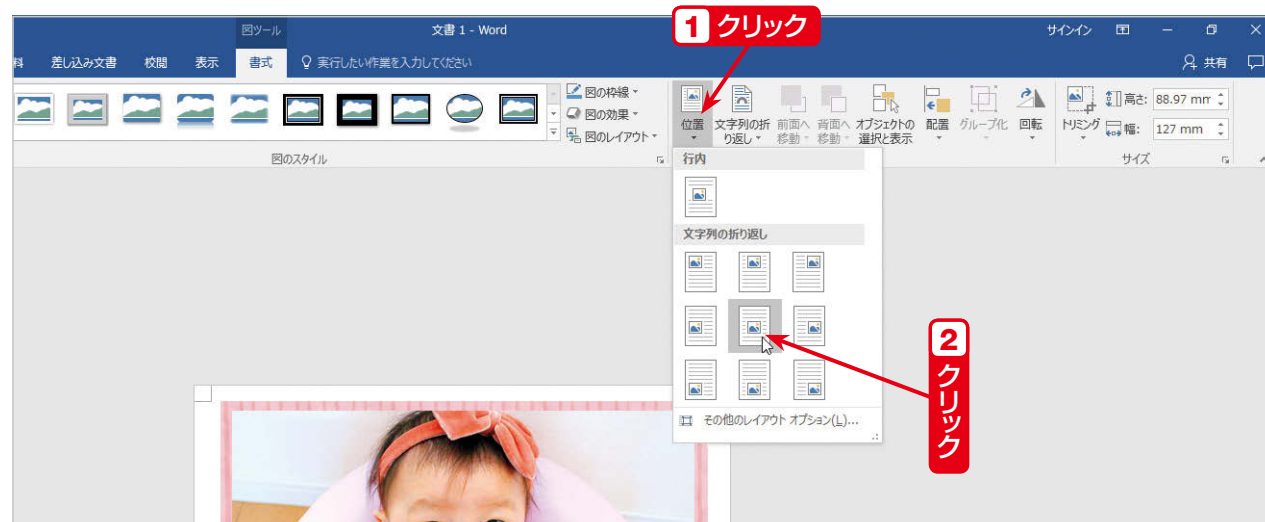 図ツール
文書 1 - Word
1 クリック
サインイン
料 差し込み文書 校閲 表示 書式 実行したい作業を入力してください
共有
図の枠線
図の効果
図のレイアウト
位置
文字列の折り返し
前面へ移動
背面へ移動
オブジェクトの選択と表示
配置
グループ化
回転
トリミング
高さ: 88.97 mm
幅: 127 mm
図のスタイル
サイズ
行内
文字列の折り返し
2 クリック
その他のレイアウト オプション(L)...